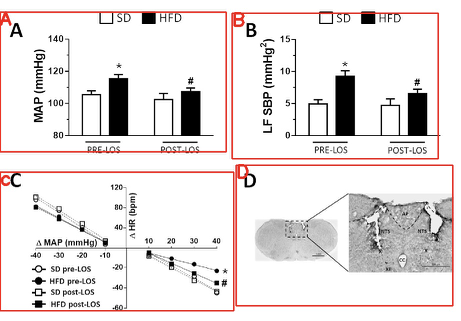 A
A
SD HFD
140
120
100
80
MAP (mmHg)
*
#
PRE-LOS POST-LOS
B
B
SD HFD
15
10
5
0
LF SBP (mmHg²)
*
#
PRE-LOS POST-LOS
C
C
Δ HR (bpm)
120
80
40
-40 -30 -20 -10
Δ MAP (mmHg)
10 20 30 40
-20
-60
*
#
SD pre-LOS
HFD pre-LOS
SD post-LOS
HFD post-LOS
D
D
AP
NTS
NTS
CC
XII